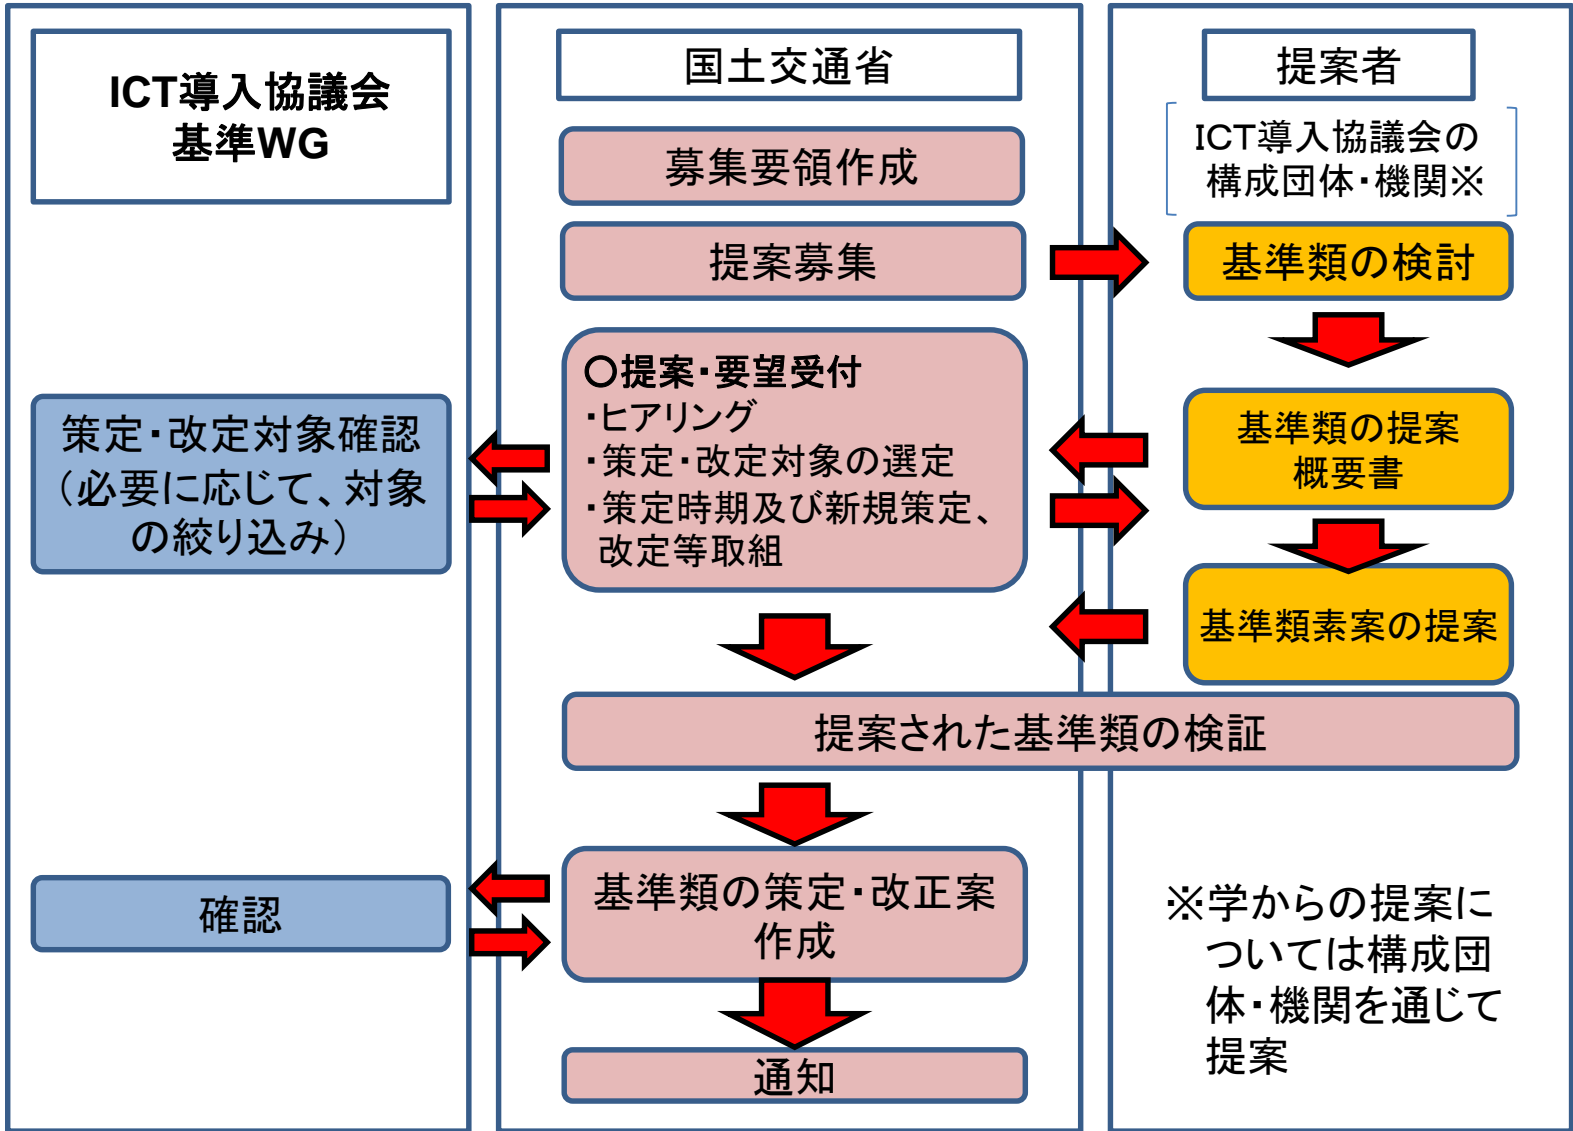 ICT導入協議会
基準WG
策定・改定対象確認
（必要に応じて、対象
の絞り込み）
確認
国土交通省
募集要領作成
提案募集
〇提案・要望受付
・ヒアリング
・策定・改定対象の選定
・策定時期及び新規策定、
改定等取組
提案された基準類の検証
基準類の策定・改正案
作成
通知
提案者
ICT導入協議会の
構成団体・機関※
基準類の検討
基準類の提案
概要書
基準類素案の提案
※学からの提案に
ついては構成団
体・機関を通じて
提案